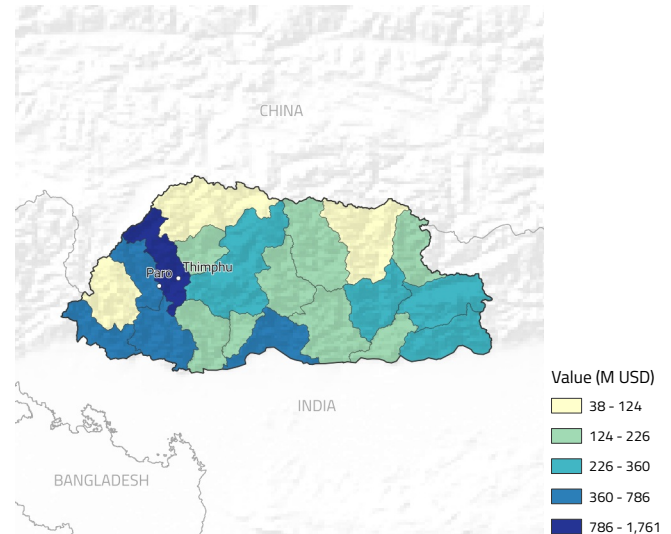 CHINA
Paro
Thimphu
INDIA
BANGLADESH
Value (M USD)
38 - 124
124 - 226
226 - 360
360 - 786
786 - 1,761